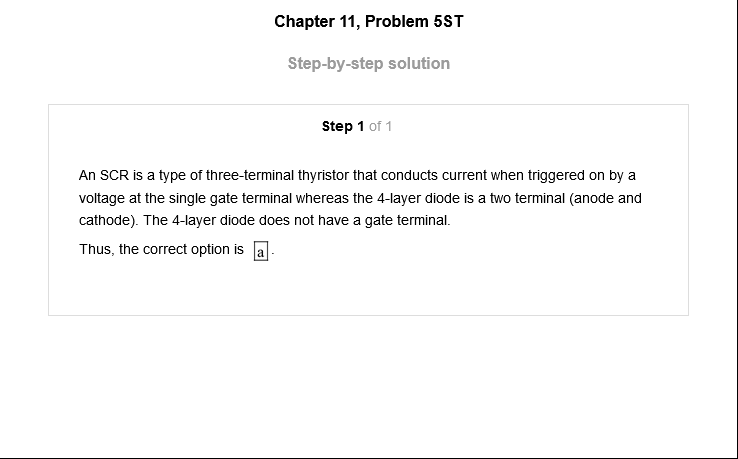 Chapter 11, Problem 5ST
Step-by-step solution
Step 1 of 1
An SCR is a type of three-terminal thyristor that conducts current when triggered on by a
voltage at the single gate terminal whereas the 4-layer diode is a two terminal (anode and
cathode). The 4-layer diode does not have a gate terminal.
Thus, the correct option is a.